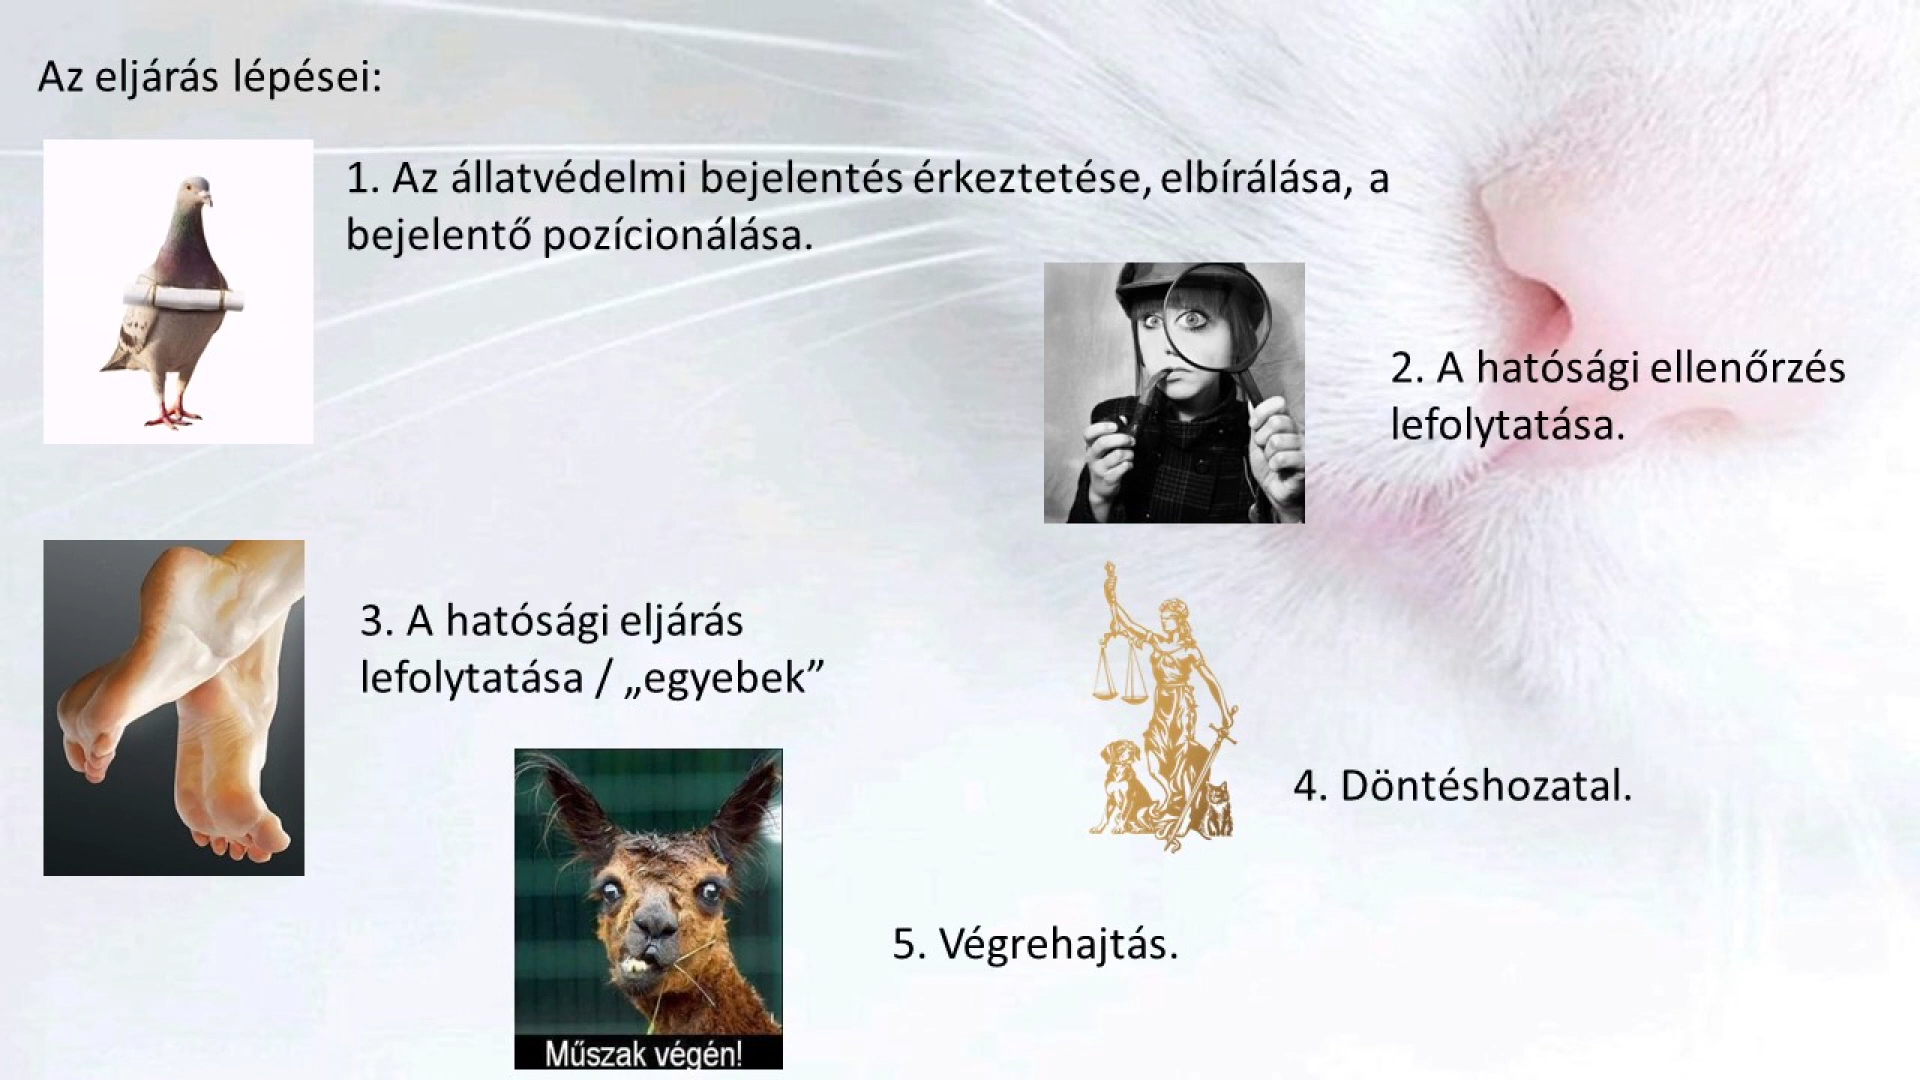 Az eljárás lépései:
1. Az állatvédelmi bejelentés érkeztetése, elbírálása, a
bejelentő pozícionálása.
2. A hatósági ellenőrzés
lefolytatása.
3. A hatósági eljárás
lefolytatása / „egyebek”
4. Döntéshozatal.
5. Végrehajtás.
Műszak végén!